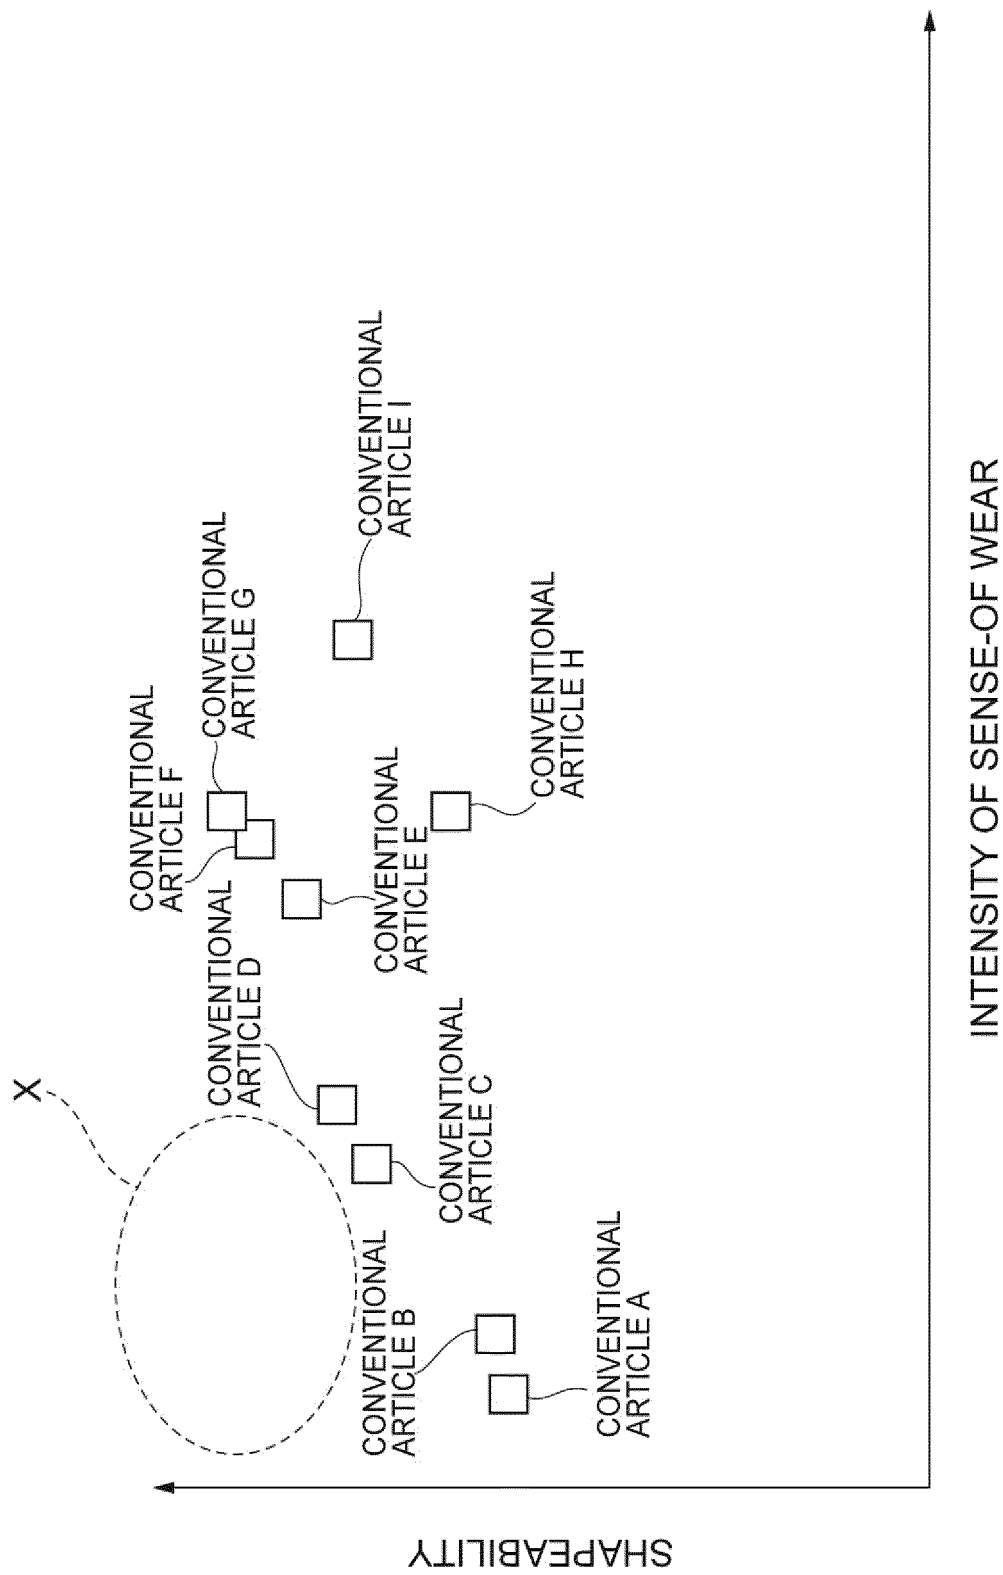 X
CONVENTIONAL
ARTICLE F
CONVENTIONAL
ARTICLE G
CONVENTIONAL
ARTICLE D
CONVENTIONAL
ARTICLE I
CONVENTIONAL
ARTICLE B
CONVENTIONAL
ARTICLE E
CONVENTIONAL
ARTICLE C
CONVENTIONAL
ARTICLE H
CONVENTIONAL
ARTICLE A
SHAPEABILITY
INTENSITY OF SENSE-OF WEAR